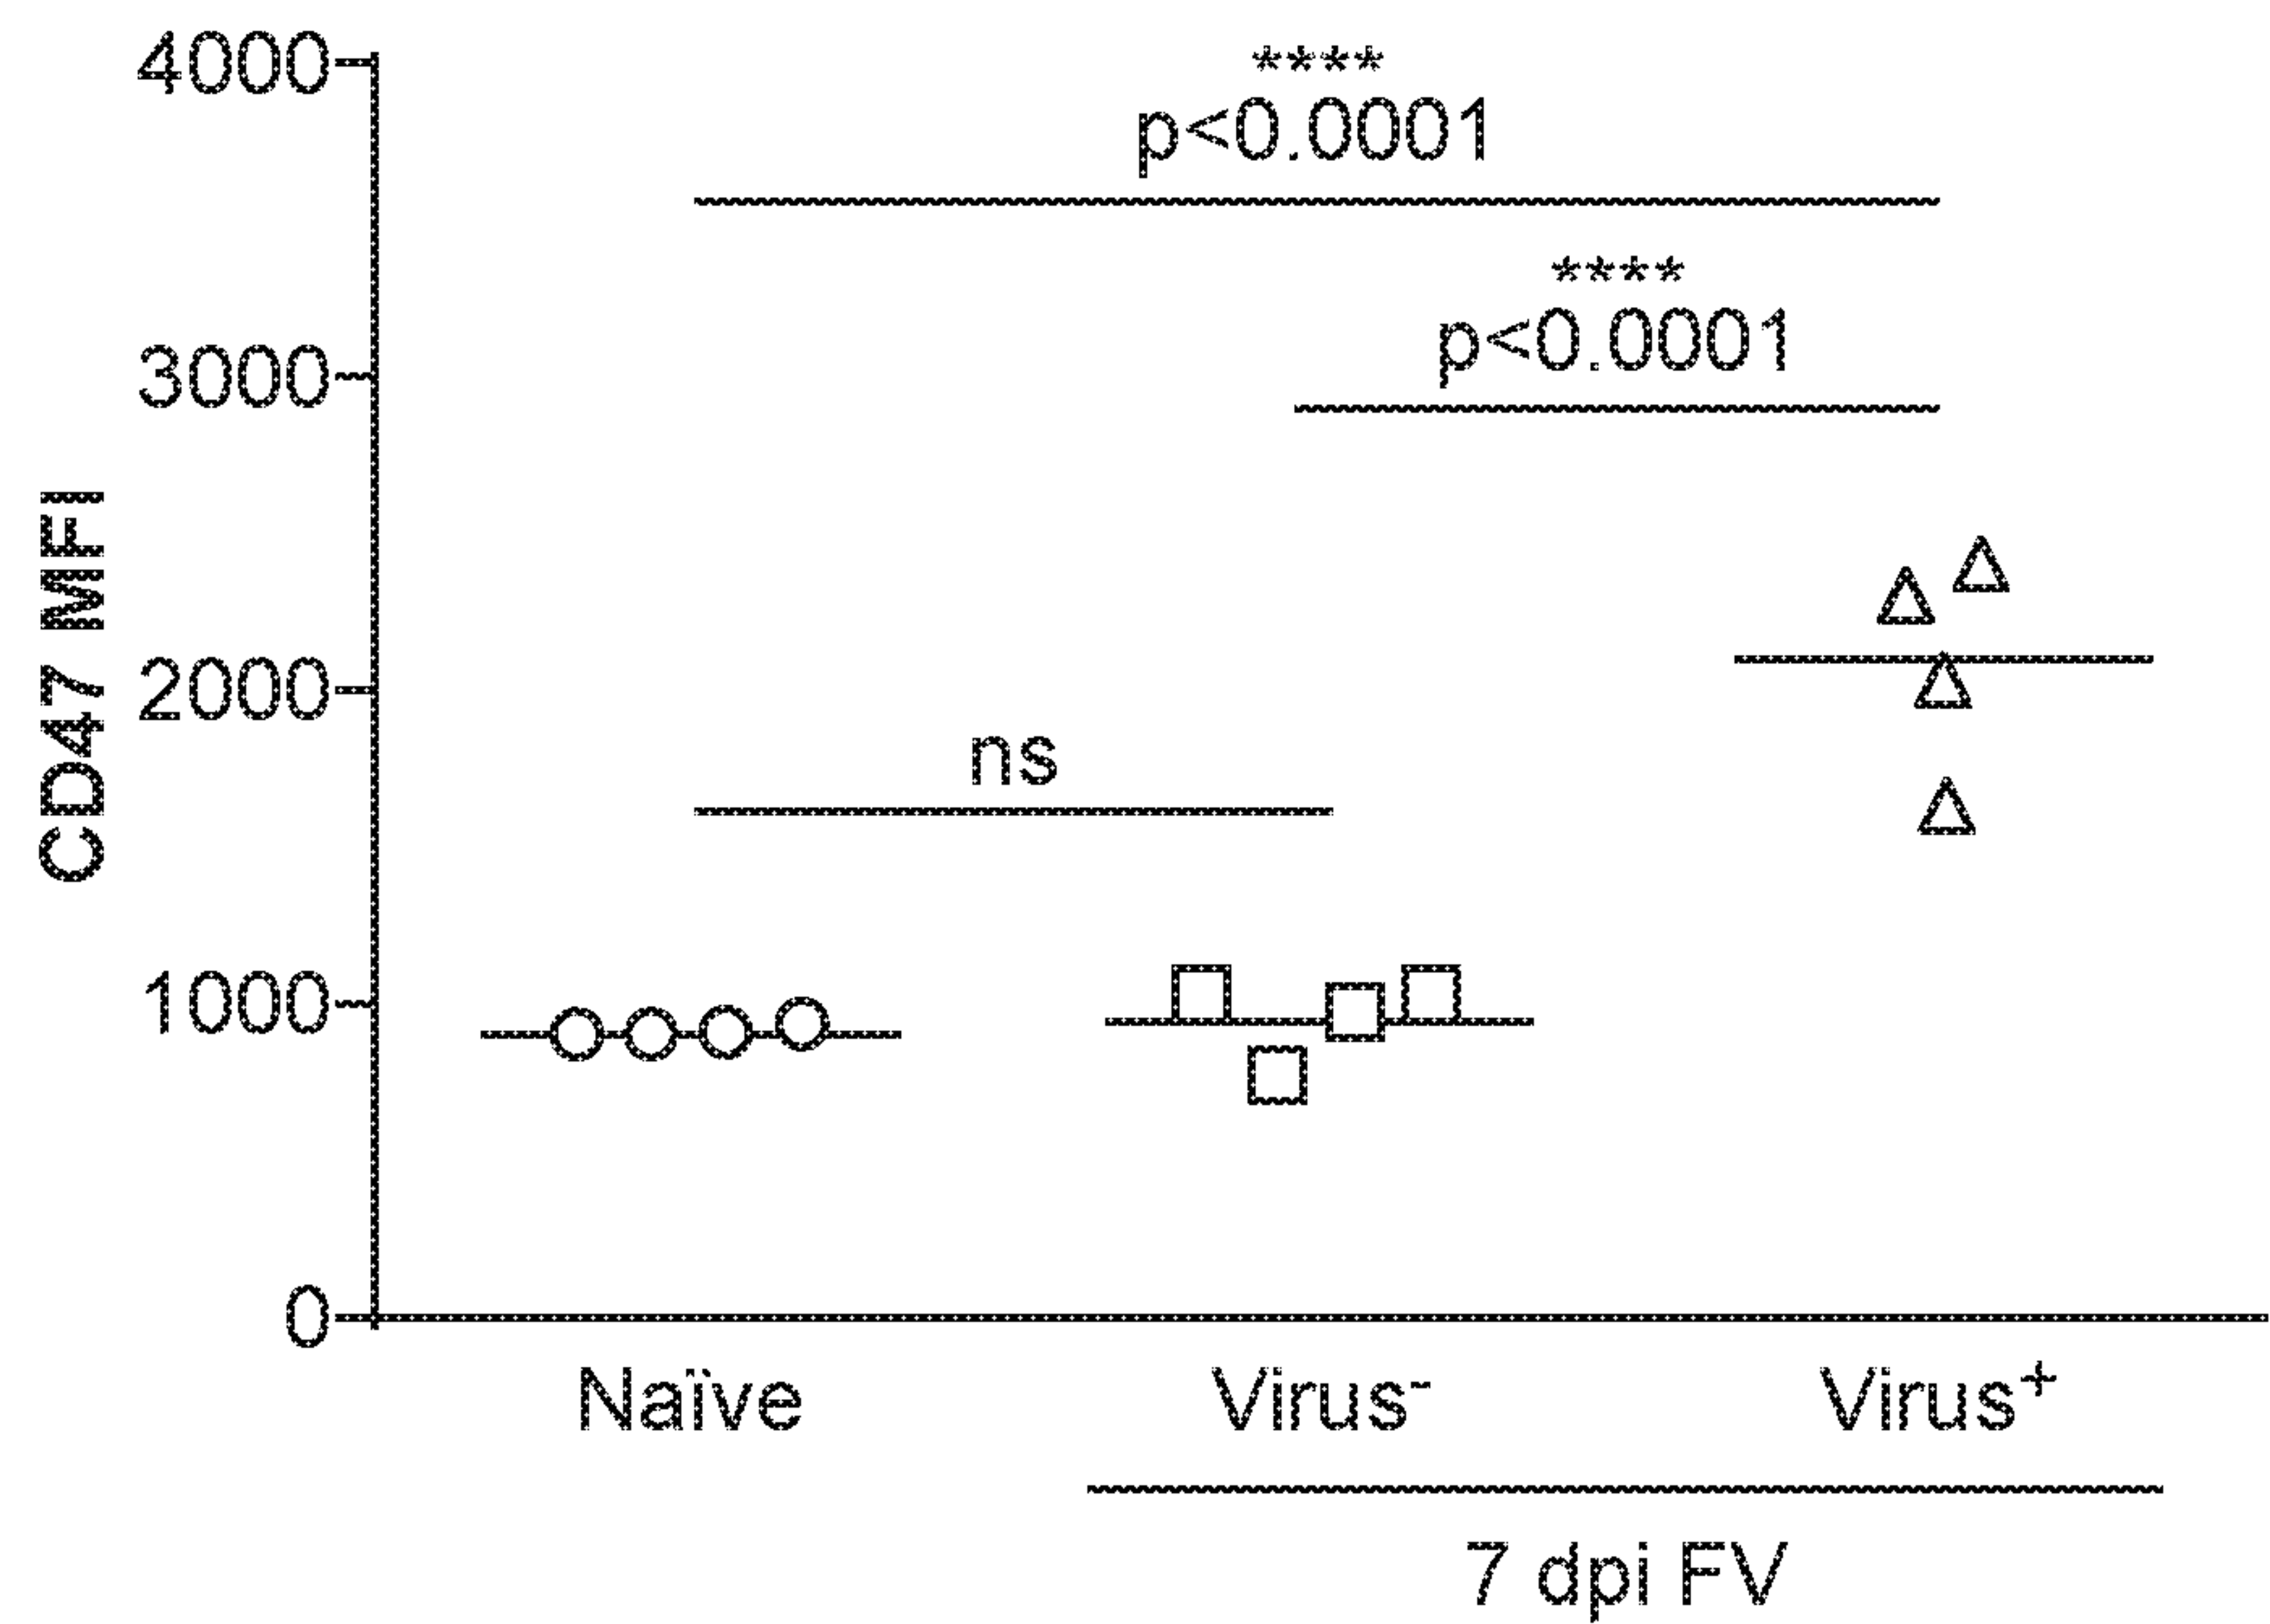 4000
3000
2000
1000
0
CD47 MFI
****
p<0.0001
****
p<0.0001
ns
Naïve
Virus⁻
Virus⁺
7 dpi FV